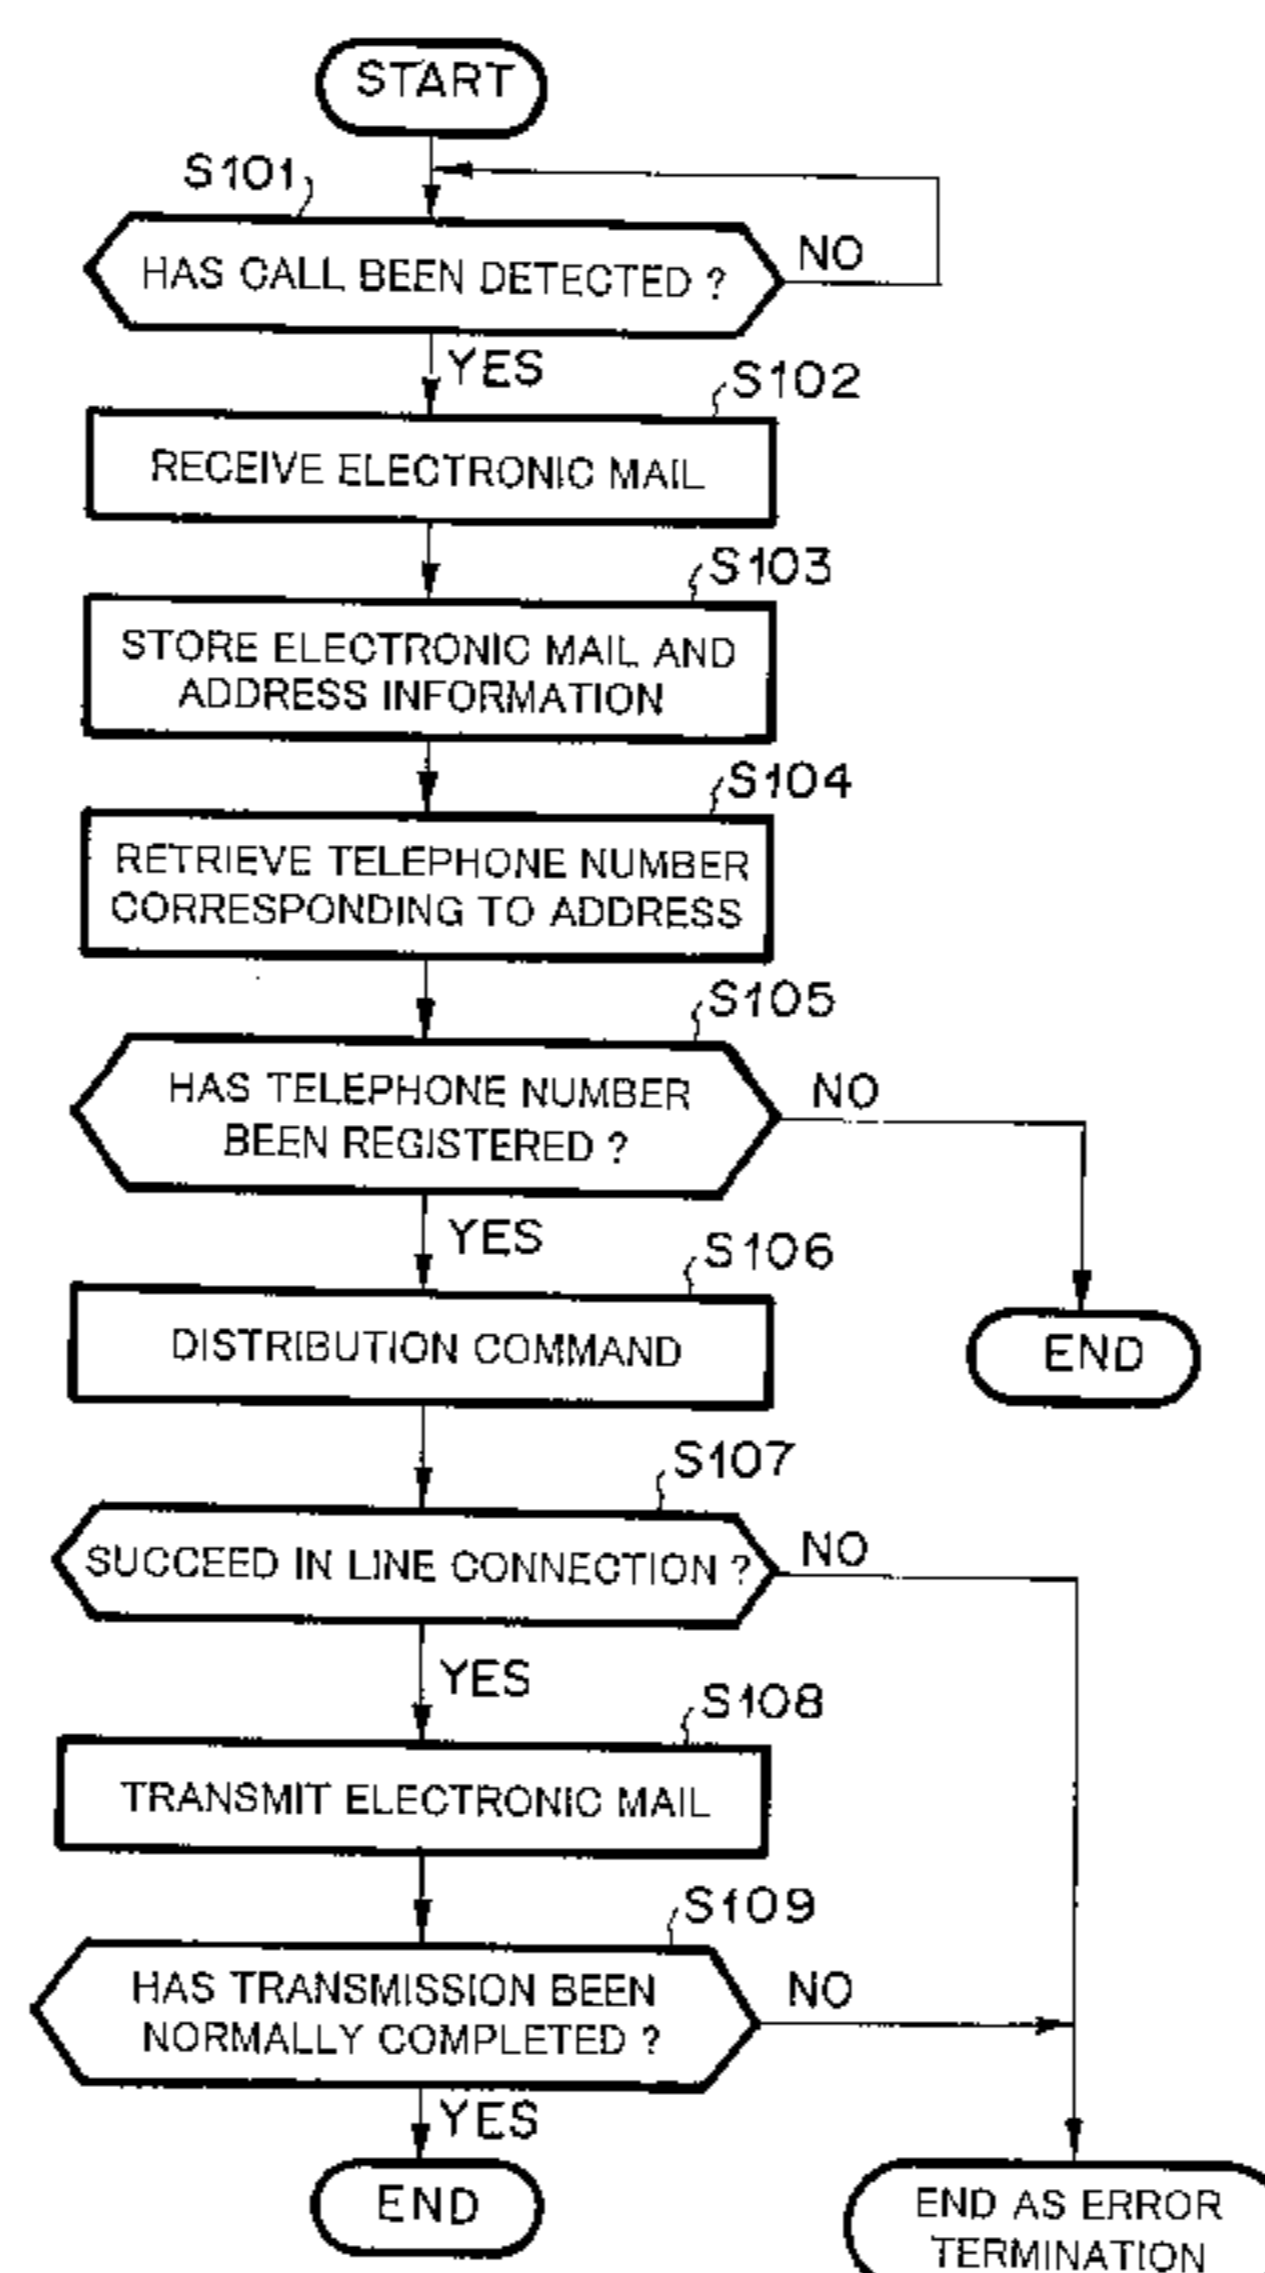 START
S101
HAS CALL BEEN DETECTED ?
NO
YES
S102
RECEIVE ELECTRONIC MAIL
S103
STORE ELECTRONIC MAIL AND
ADDRESS INFORMATION
S104
RETRIEVE TELEPHONE NUMBER
CORRESPONDING TO ADDRESS
S105
HAS TELEPHONE NUMBER
BEEN REGISTERED ?
NO
YES
S106
DISTRIBUTION COMMAND
END
S107
SUCCEED IN LINE CONNECTION ?
NO
YES
S108
TRANSMIT ELECTRONIC MAIL
S109
HAS TRANSMISSION BEEN
NORMALLY COMPLETED ?
NO
YES
END
END AS ERROR
TERMINATION